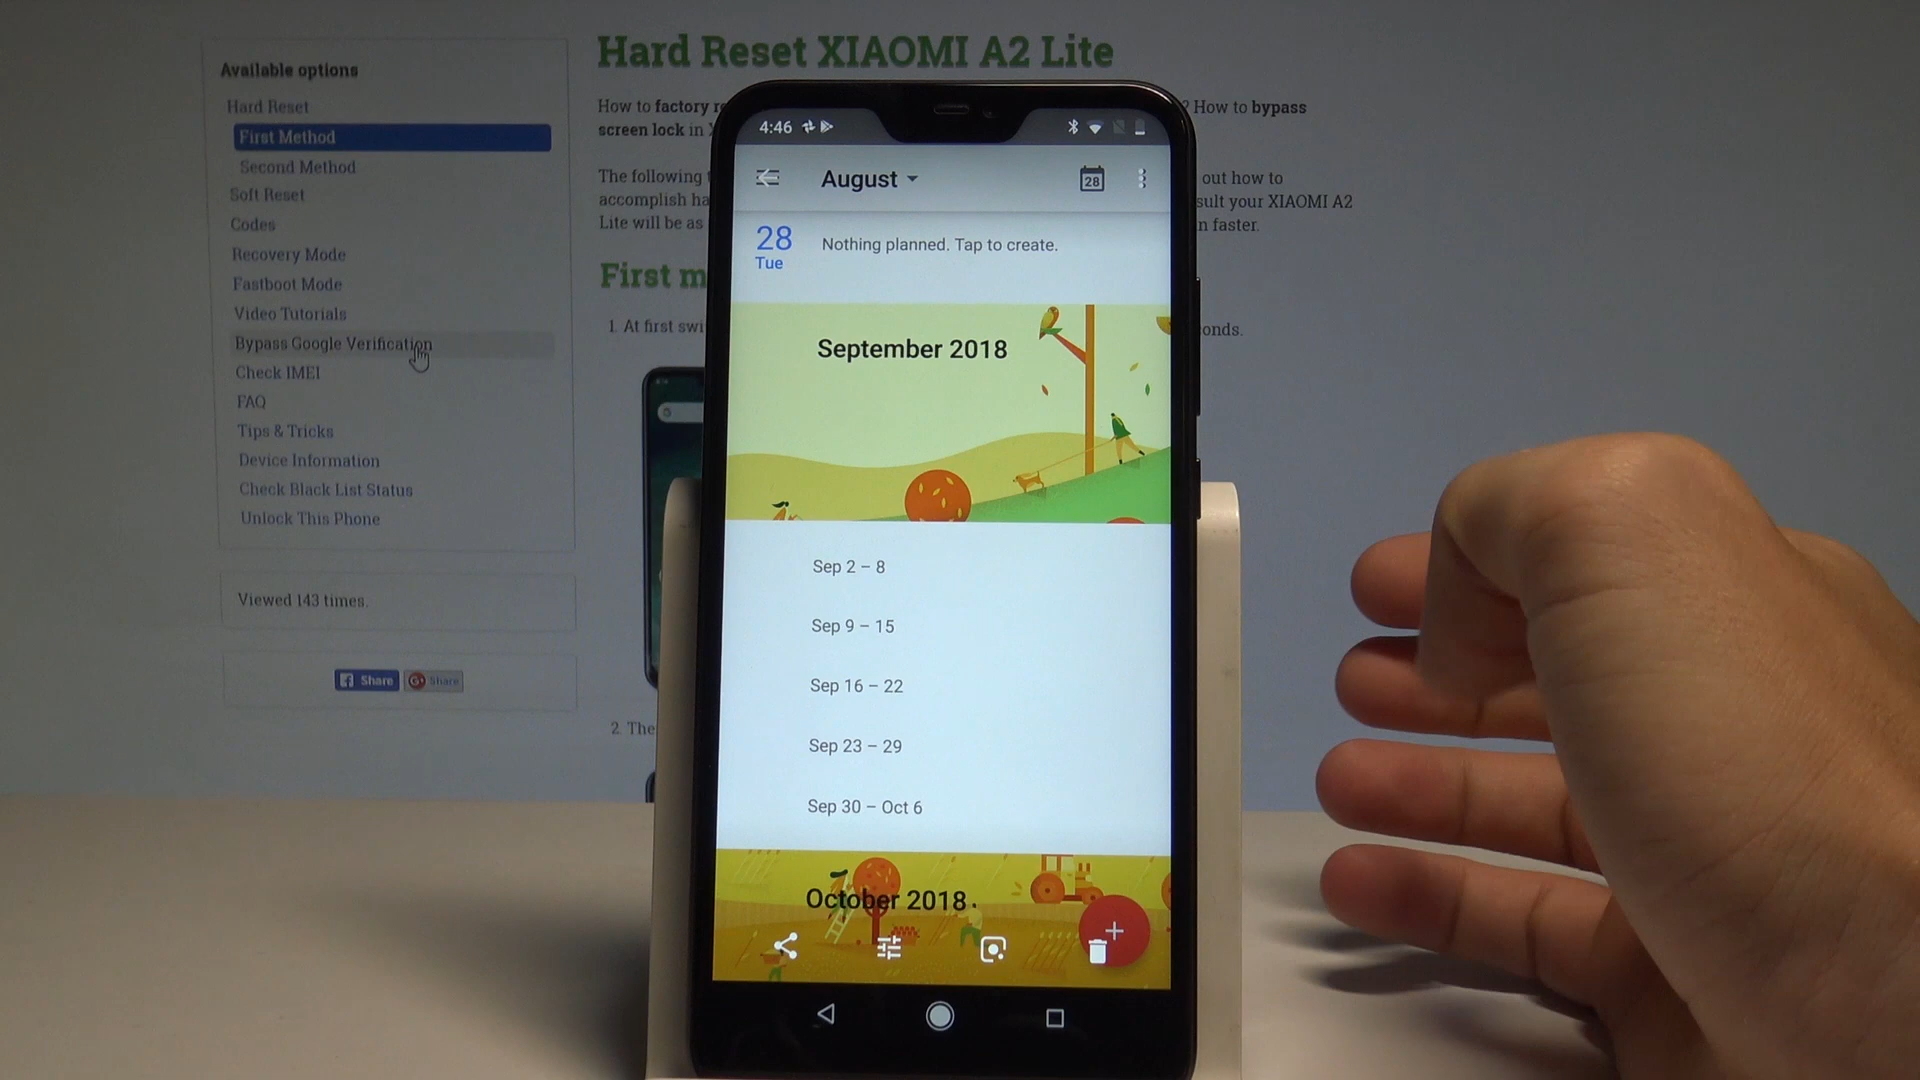 Available options
Hard Reset
First Method
Second Method
Soft Reset
Codes
Recovery Mode
Fastboot Mode
Video Tutorials
Bypass Google Verification
Check IMEI
FAQ
Tips & Tricks
Device Information
Check Black List Status
Unlock This Phone
Viewed 143 times.
Share
Share
Hard Reset XIAOMI A2 Lite
How to factory ? How to bypass
screen lock in
The following out how to
accomplish sult your XIAOMI A2
Lite will be as n faster.
First m
1. At first swi onds.
2. The
4:46
August
28
28
Tue
Nothing planned. Tap to create.
September 2018
Sep 2 – 8
Sep 9 – 15
Sep 16 – 22
Sep 23 – 29
Sep 30 – Oct 6
October 2018